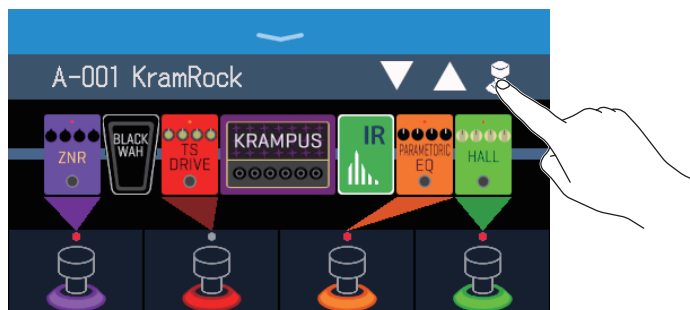 A-001 KramRock
ZNR
BLACK
WAH
TS
DRIVE
KRAMPUS
IR
PARAMETORIC
EQ
HALL